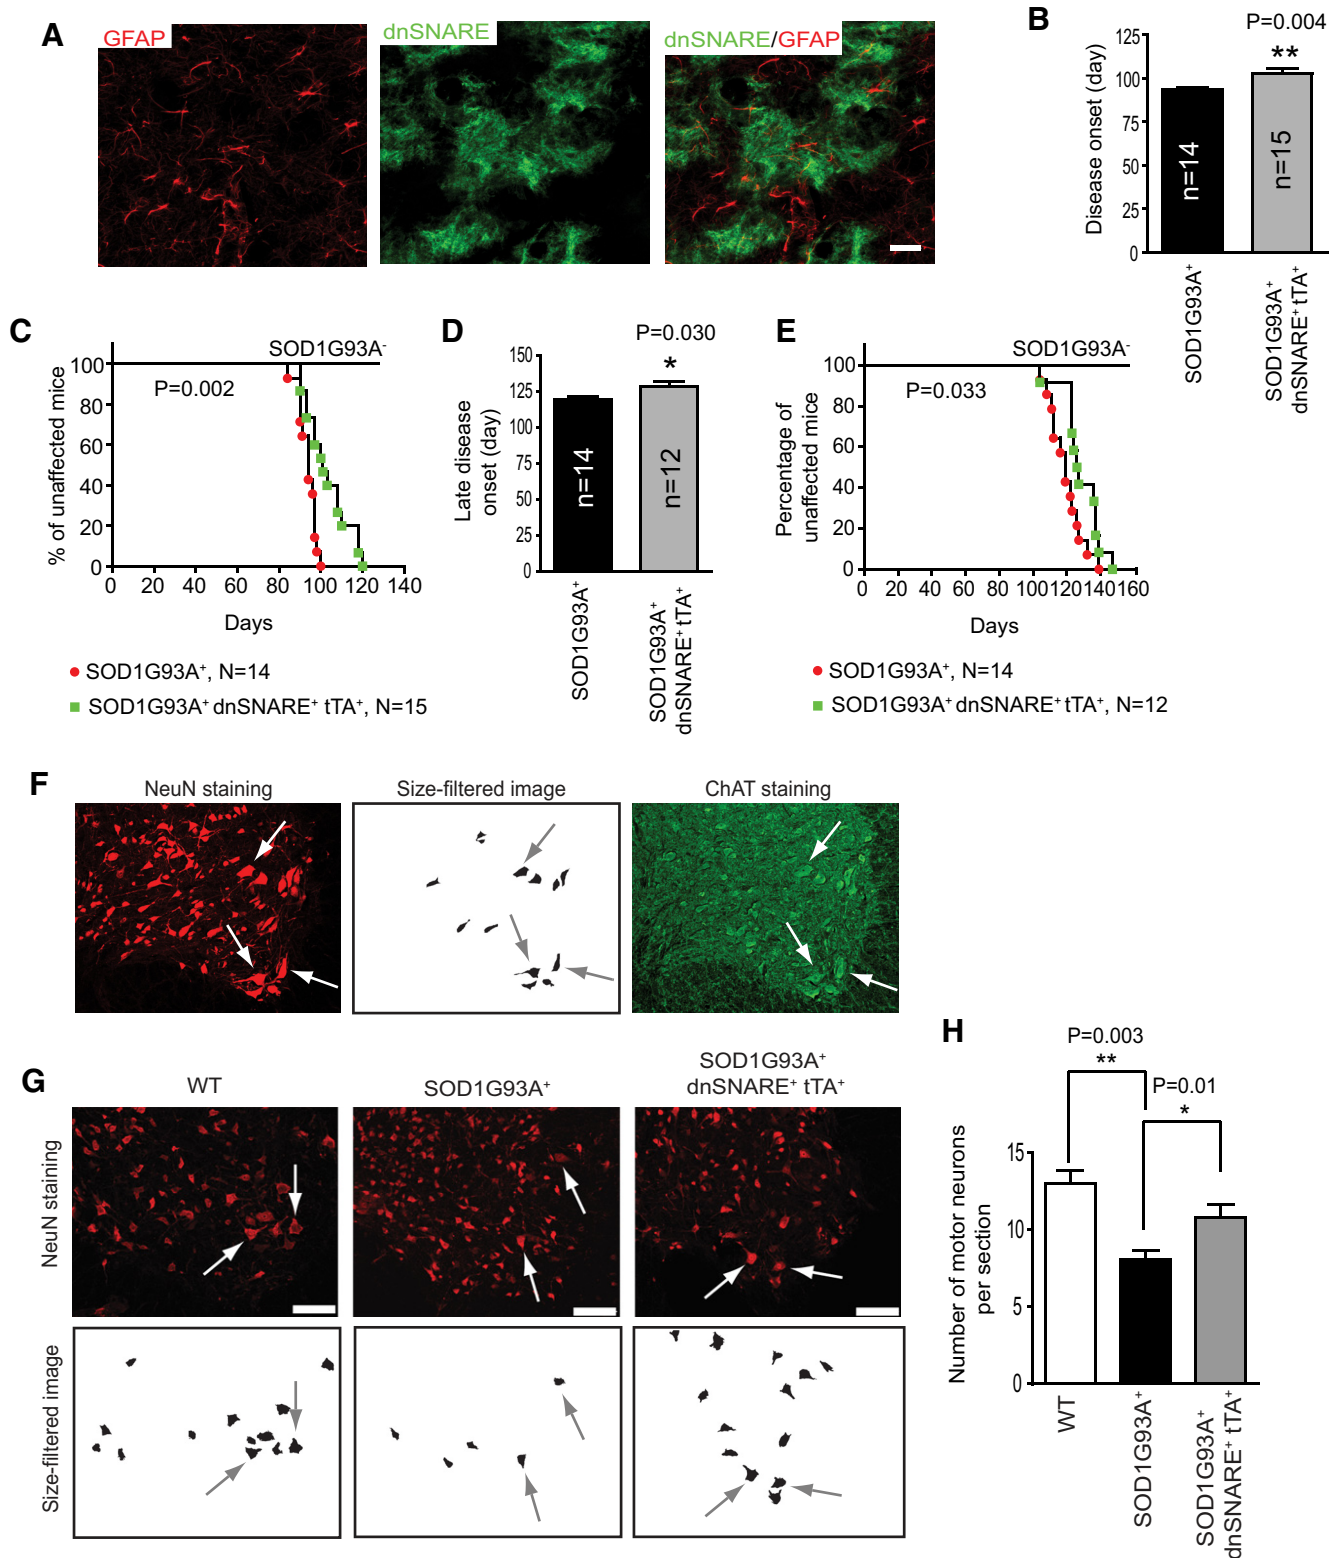 A
GFAP
dnSNARE
dnSNARE/GFAP
B
P=0.004
**
Disease onset (day)
125
100
75
50
25
0
n=14
n=15
SOD1G93A+
SOD1G93A+
dnSNARE+ tTA+
C
SOD1G93A-
P=0.002
% of unaffected mice
100
80
60
40
20
0
0 20 40 60 80 100 120 140
Days
SOD1G93A+, N=14
SOD1G93A+ dnSNARE+ tTA+, N=15
D
P=0.030
*
Late disease
onset (day)
150
125
100
75
50
25
0
n=14
n=12
SOD1G93A+
SOD1G93A+
dnSNARE+ tTA+
E
SOD1G93A-
P=0.033
Percentage of
unaffected mice
100
80
60
40
20
0
0 20 40 60 80 100 120 140 160
Days
SOD1G93A+, N=14
SOD1G93A+ dnSNARE+ tTA+, N=12
F
NeuN staining
Size-filtered image
ChAT staining
G
WT
SOD1G93A+
SOD1G93A+
dnSNARE+ tTA+
NeuN staining
Size-filtered image
H
P=0.003
**
P=0.01
*
Number of motor neurons
per section
15
10
5
0
WT
SOD1G93A+
SOD1G93A+
dnSNARE+ tTA+